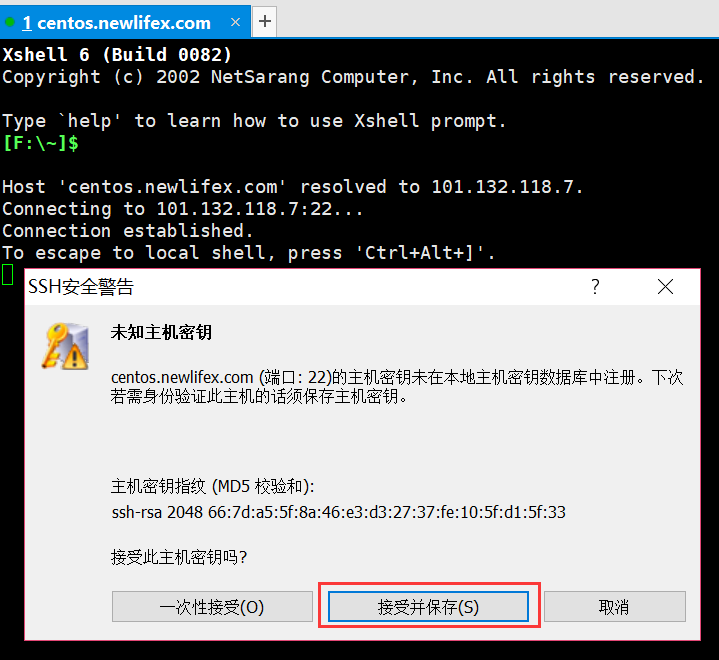 1 centos.newlifex.com × +
Xshell 6 (Build 0082)
Copyright (c) 2002 NetSarang Computer, Inc. All rights reserved.
Type `help' to learn how to use Xshell prompt.
[F:\~]$
Host 'centos.newlifex.com' resolved to 101.132.118.7.
Connecting to 101.132.118.7:22...
Connection established.
To escape to local shell, press 'Ctrl+Alt+]'.
SSH安全警告 ? ×
未知主机密钥
centos.newlifex.com (端口: 22)的主机密钥未在本地主机密钥数据库中注册。下次
若需身份验证此主机的话须保存主机密钥。
主机密钥指纹 (MD5 校验和):
ssh-rsa 2048 66:7d:a5:5f:8a:46:e3:d3:27:37:fe:10:5f:d1:5f:33
接受此主机密钥吗?
一次性接受(O) 接受并保存(S) 取消